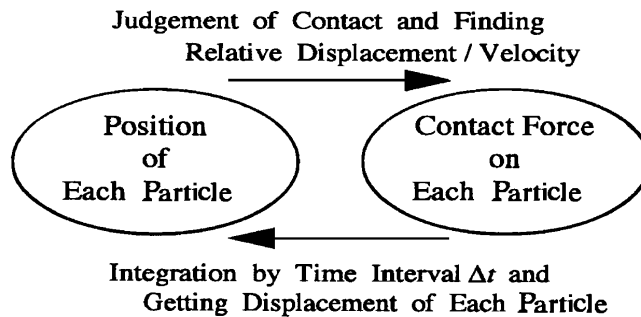 Judgement of Contact and Finding
Relative Displacement / Velocity
Position
of
Each Particle
Contact Force
on
Each Particle
Integration by Time Interval Δt and
Getting Displacement of Each Particle